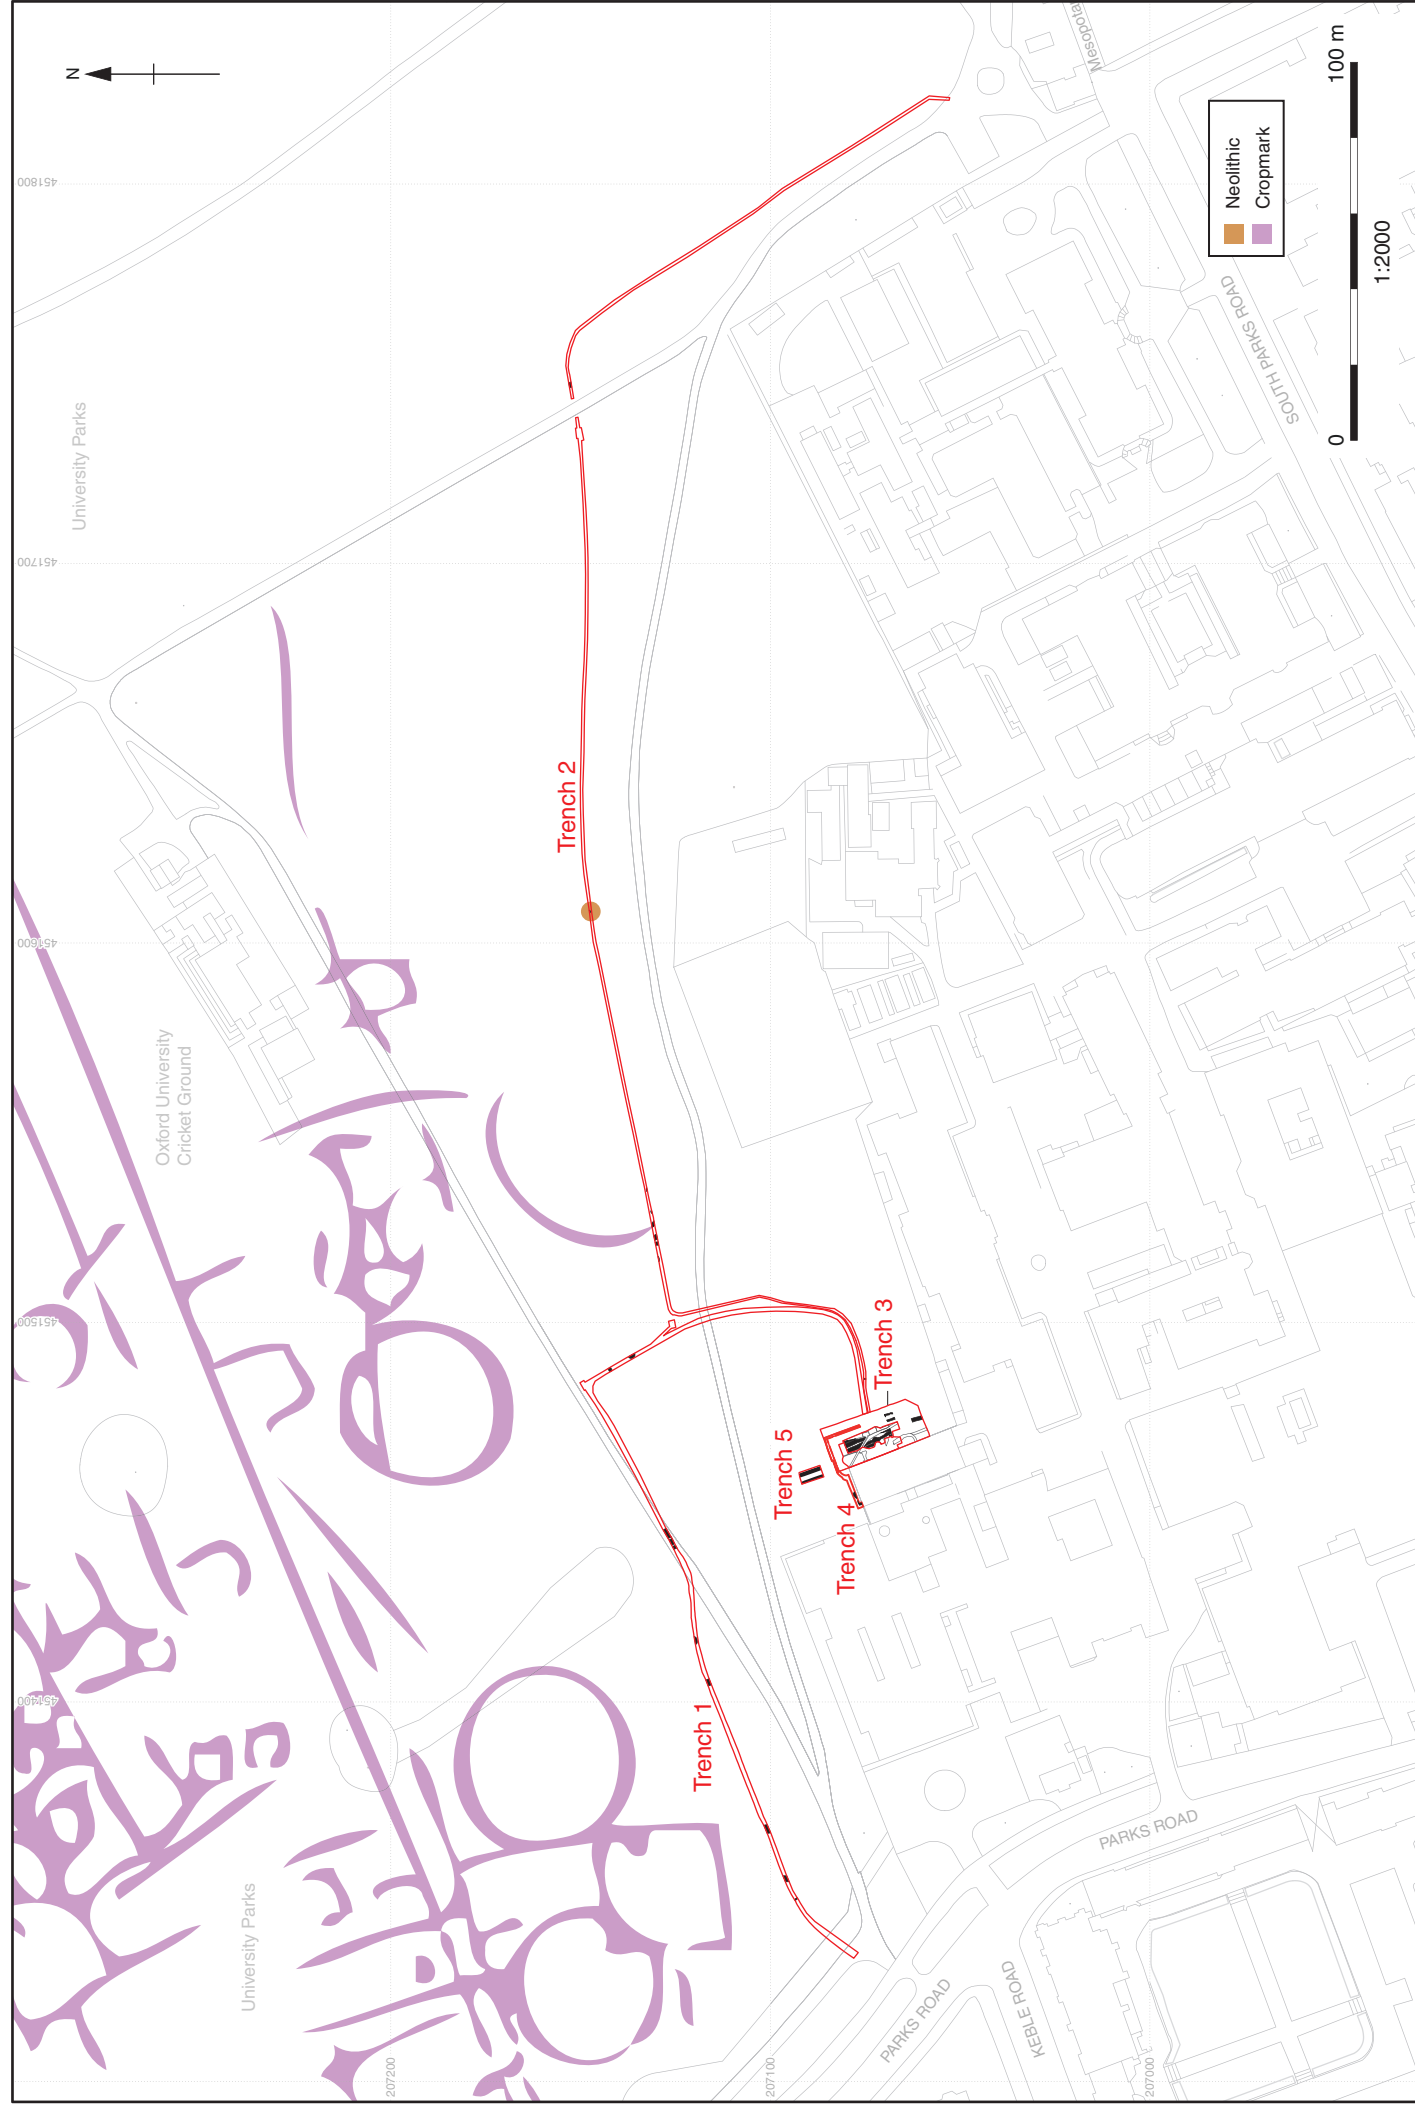 N
451800
451700
451600
451500
451400
207200
207100
207000
University Parks
Oxford University
Cricket Ground
University Parks
Trench 1
Trench 2
Trench 3
Trench 4
Trench 5
PARKS ROAD
PARKS ROAD
KEBLE ROAD
SOUTH PARKS ROAD
Mesopota
Neolithic
Cropmark
0
100 m
1:2000